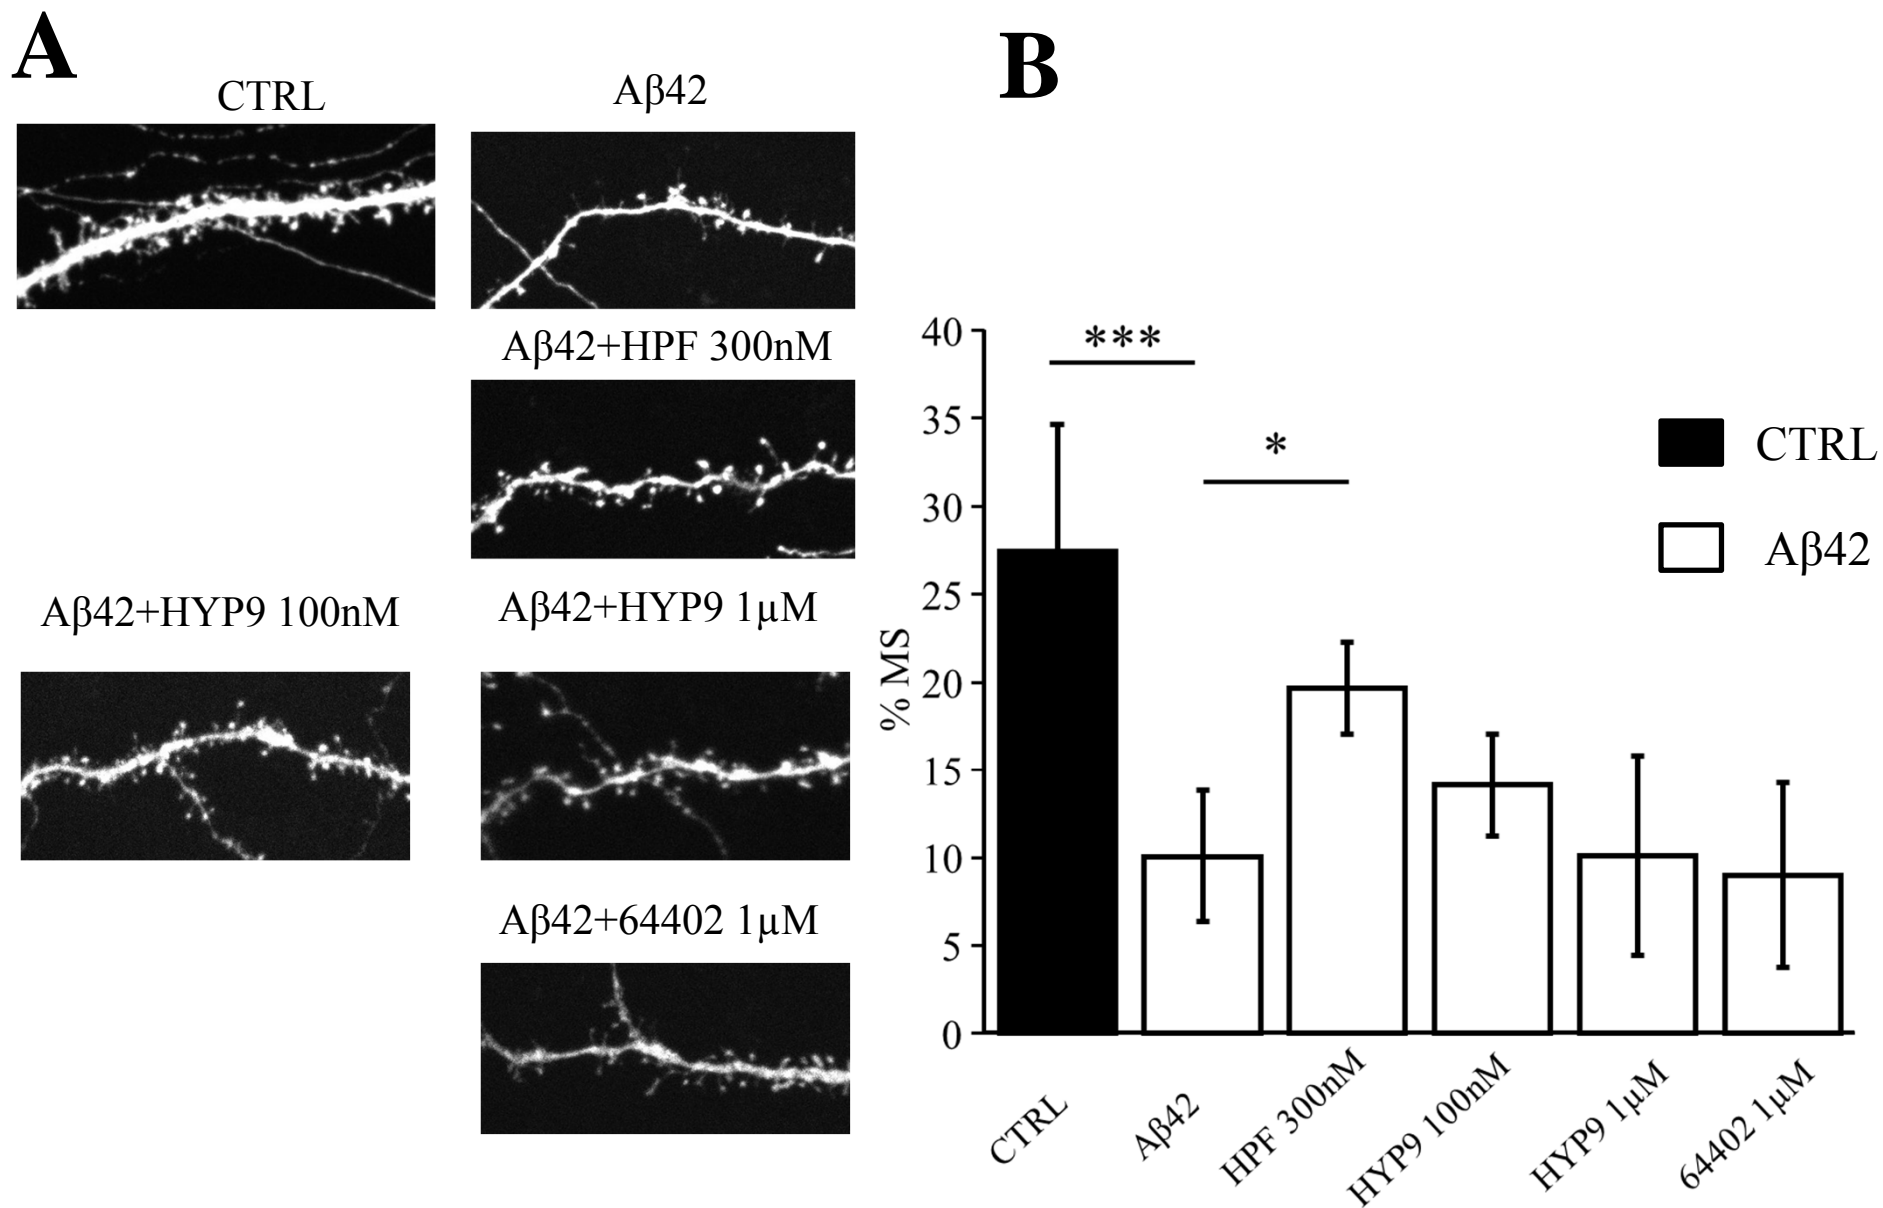 A
CTRL
Aβ42
Aβ42+HPF 300nM
Aβ42+HYP9 100nM
Aβ42+HYP9 1µM
Aβ42+64402 1µM
B
40
35
30
25
20
15
10
5
0
% MS
***
*
CTRL
Aβ42
CTRL
Aβ42
HPF 300nM
HYP9 100nM
HYP9 1µM
64402 1µM